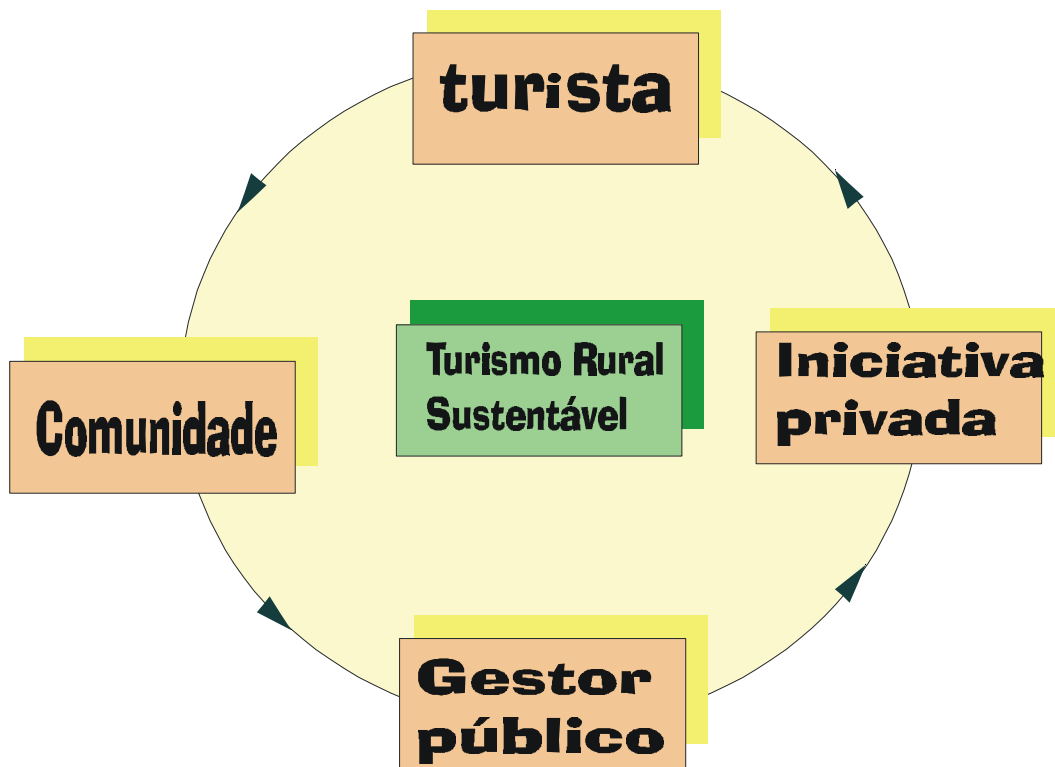 turista
Turismo Rural
Sustentável
Iniciativa
privada
Comunidade
Gestor
público